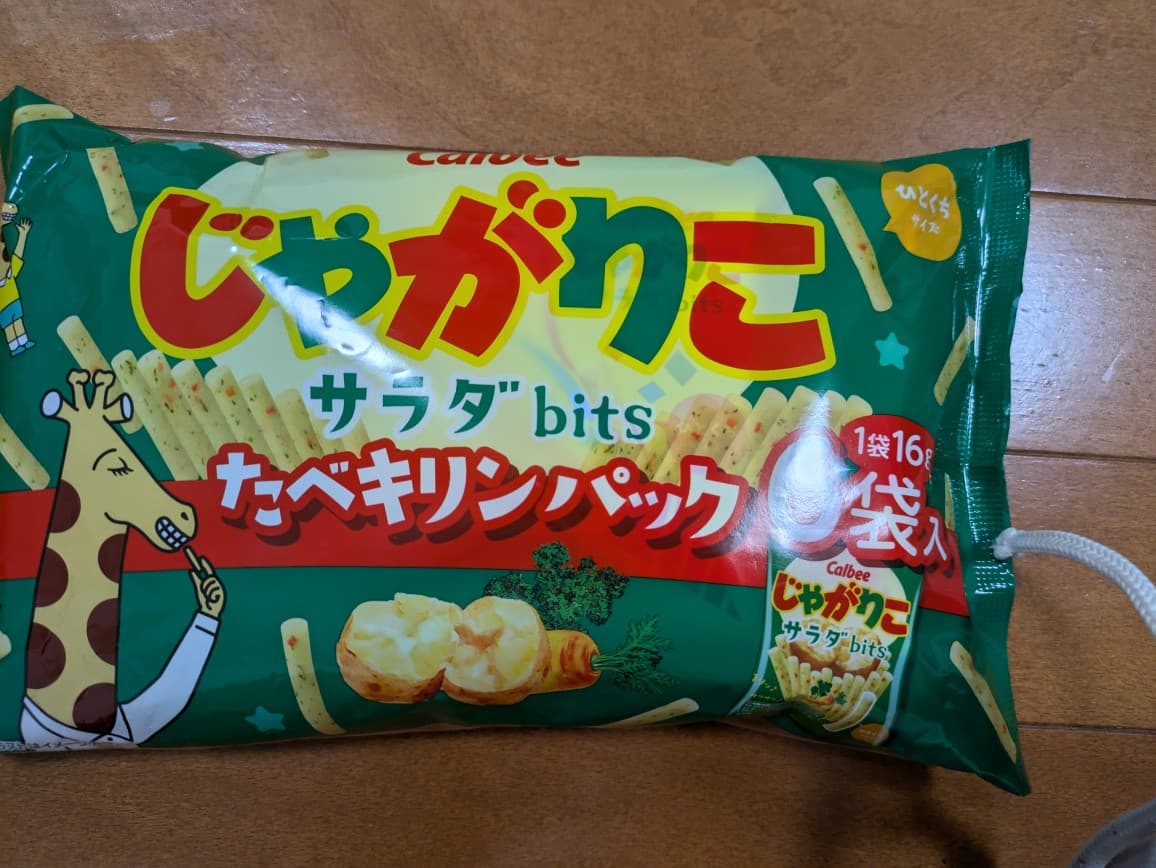 Calbee
じゃがりこ
サラダbits
たべキリンパック
ひとくち
サイズ
1袋16g
袋入
Calbee
じゃがりこ
サラダbits